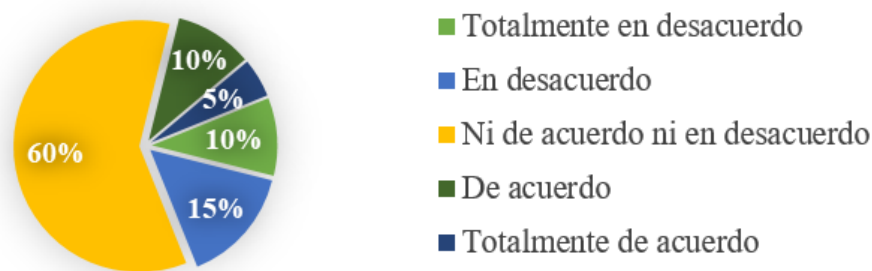 10%
5%
10%
15%
60%
Totalmente en desacuerdo
En desacuerdo
Ni de acuerdo ni en desacuerdo
De acuerdo
Totalmente de acuerdo